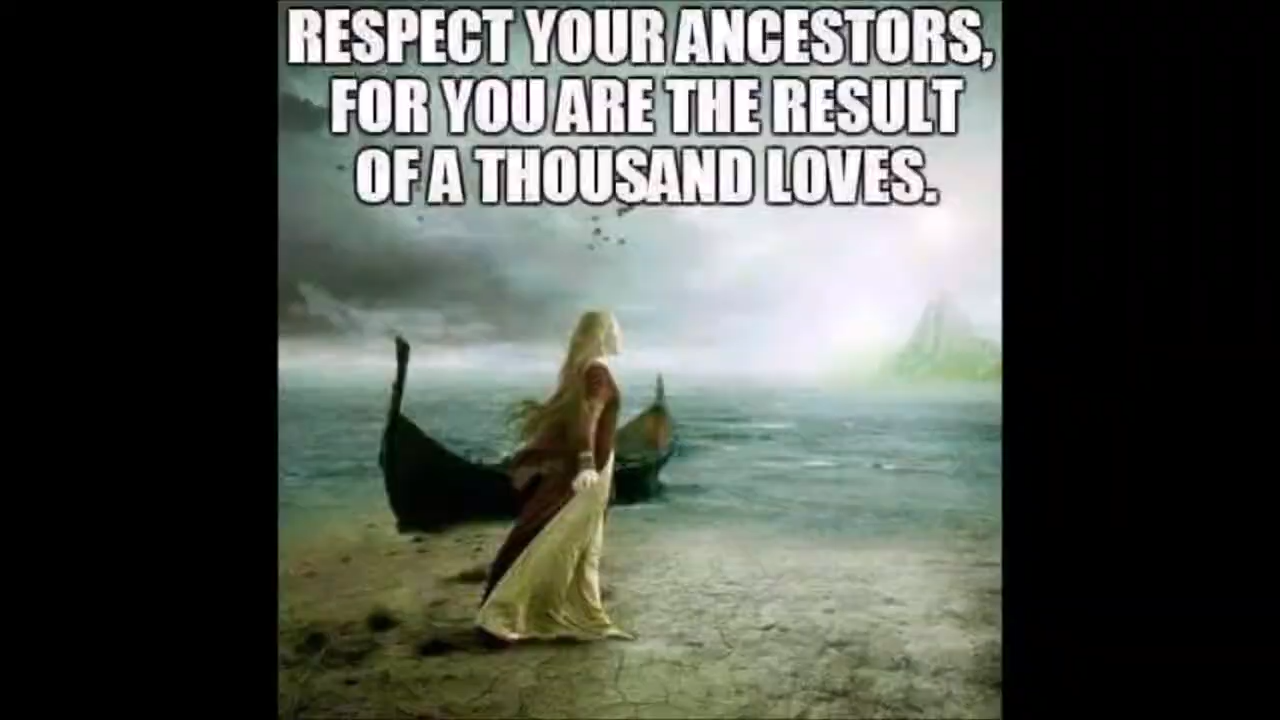 RESPECT YOUR ANCESTORS,
FOR YOU ARE THE RESULT
OF A THOUSAND LOVES.